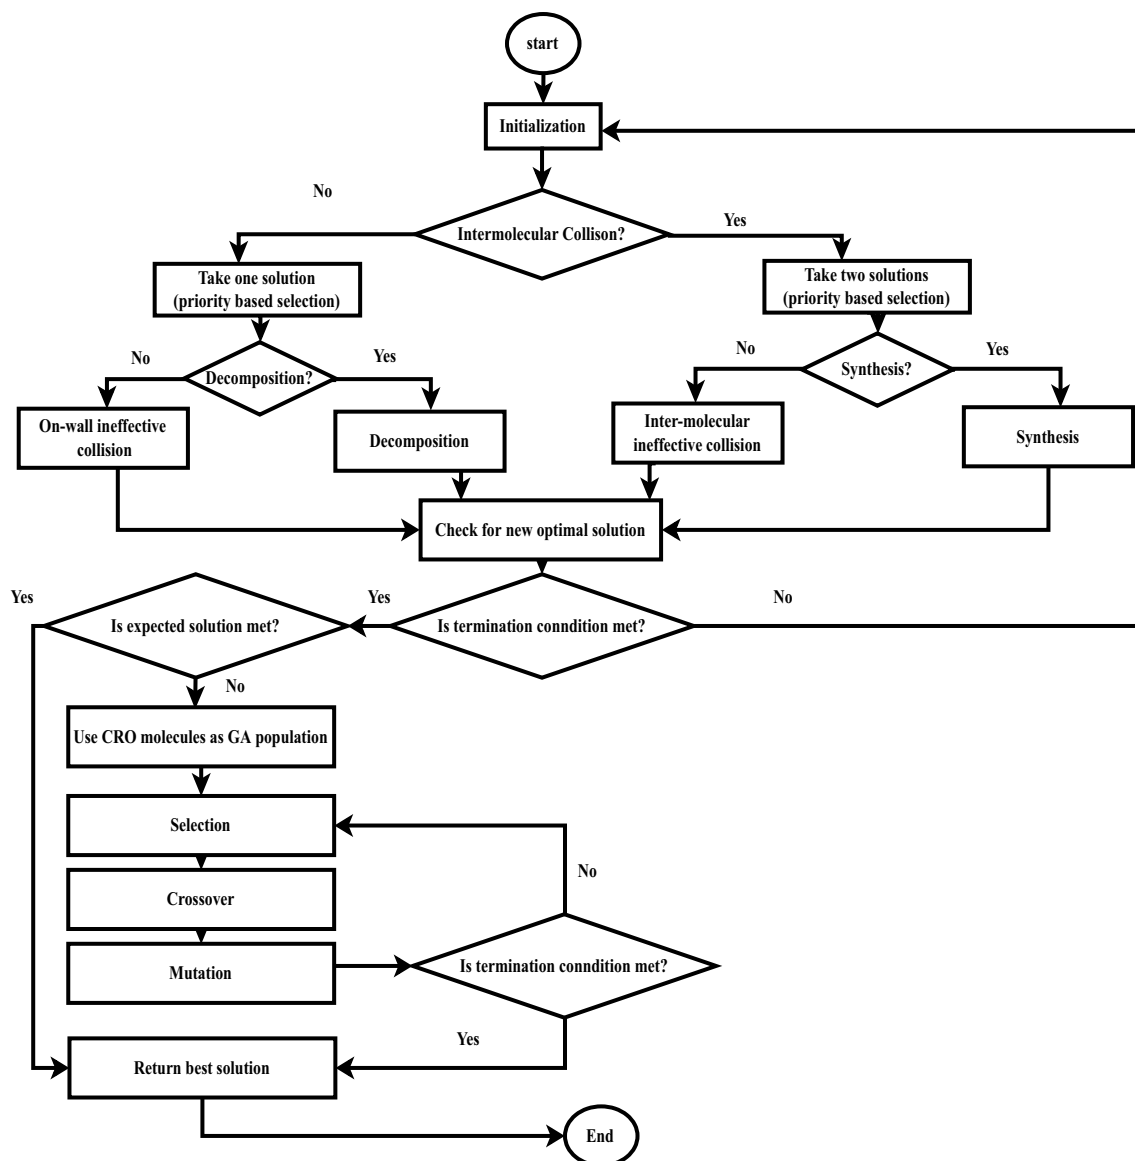 start
Initialization
No
Yes
Intermolecular Collison?
Take one solution
(priority based selection)
Take two solutions
(priority based selection)
No
Yes
Decomposition?
No
Yes
Synthesis?
On-wall ineffective
collision
Decomposition
Inter-molecular
ineffective collision
Synthesis
Check for new optimal solution
Yes
Is expected solution met?
Yes
Is termination conndition met?
No
No
Use CRO molecules as GA population
Selection
No
Crossover
Mutation
Is termination conndition met?
Yes
Return best solution
End